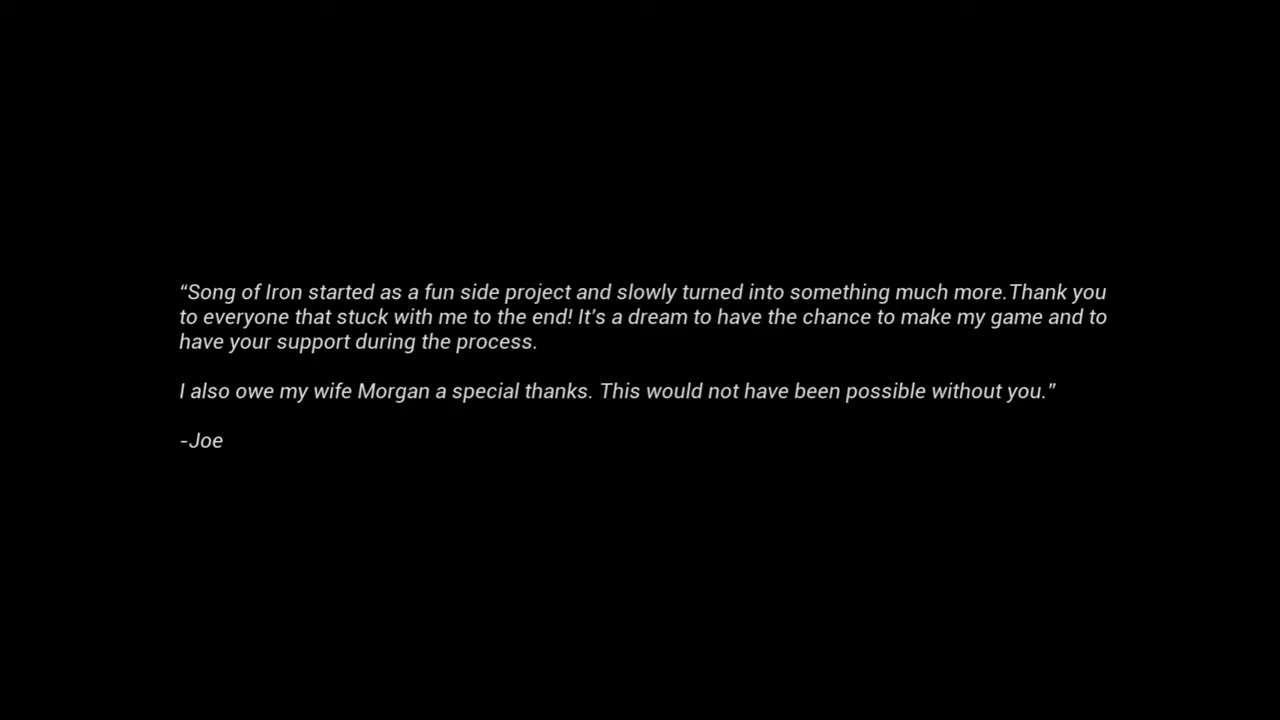 “Song of Iron started as a fun side project and slowly turned into something much more.Thank you
to everyone that stuck with me to the end! It's a dream to have the chance to make my game and to
have your support during the process.
I also owe my wife Morgan a special thanks. This would not have been possible without you.”
-Joe